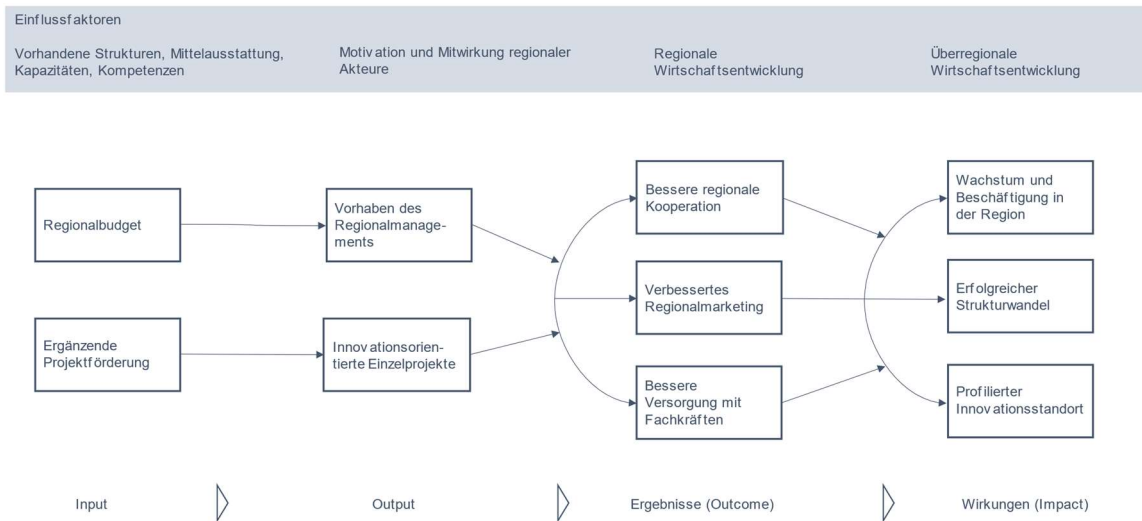 Einflussfaktoren
Vorhandene Strukturen, Mittelausstattung,
Kapazitäten, Kompetenzen
Motivation und Mitwirkung regionaler
Akteure
Regionale
Wirtschaftsentwicklung
Überregionale
Wirtschaftsentwicklung
Regionalbudget
Ergänzende
Projektförderung
Vorhaben des
Regionalmanage-
ments
Innovationsorien-
tierte Einzelprojekte
Bessere regionale
Kooperation
Verbessertes
Regionalmarketing
Bessere
Versorgung mit
Fachkräften
Wachstum und
Beschäftigung in
der Region
Erfolgreicher
Strukturwandel
Profilierter
Innovationsstandort
Input
Output
Ergebnisse (Outcome)
Wirkungen (Impact)